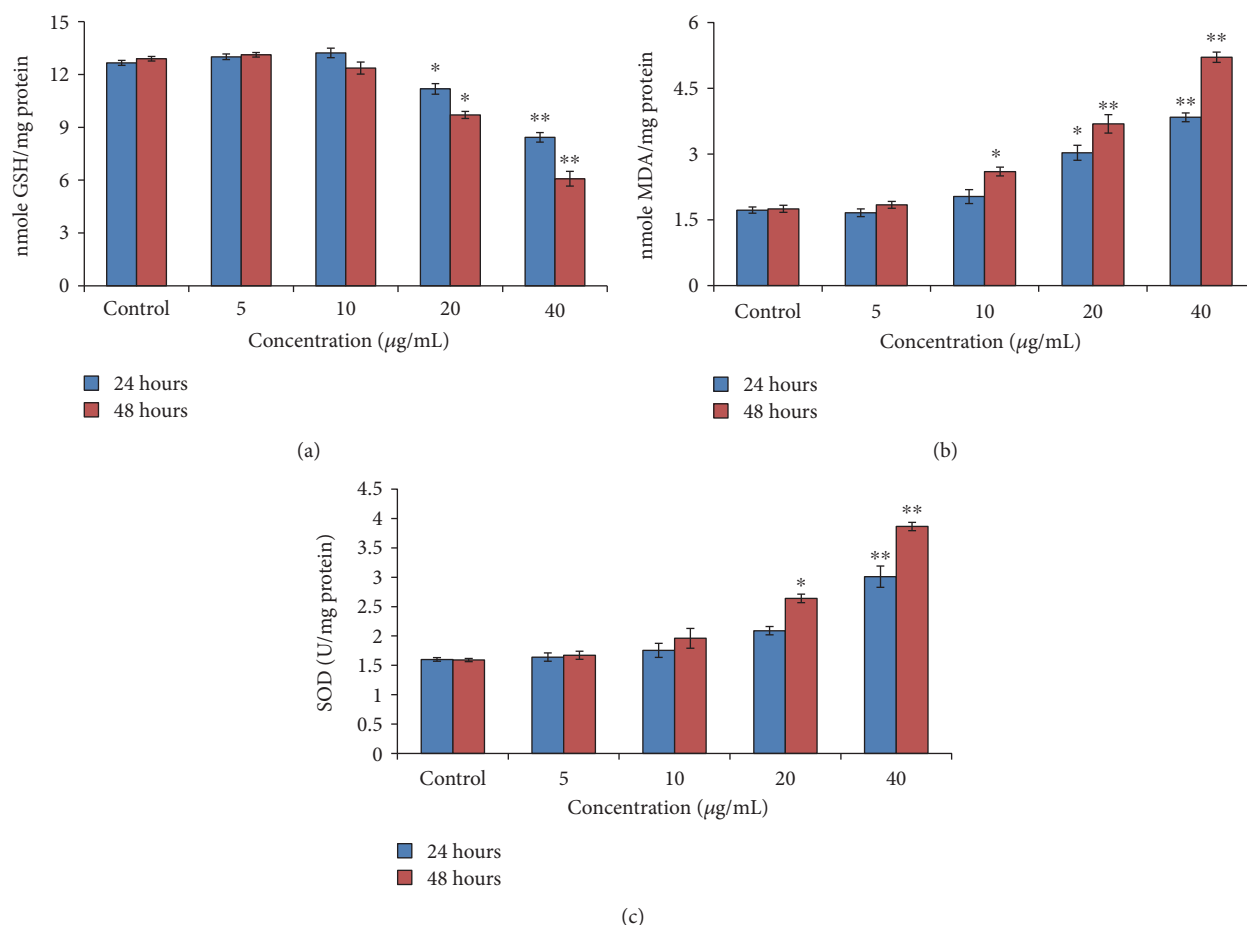 (a)
15
12
9
6
3
0
nmole GSH/mg protein
*
*
**
**
Control 5 10 20 40
Concentration (μg/mL)
24 hours
48 hours
(b)
6
4.5
3
1.5
0
nmole MDA/mg protein
*
*
**
**
**
Control 5 10 20 40
Concentration (μg/mL)
24 hours
48 hours
(a)
(b)
4.5
4
3.5
3
2.5
2
1.5
1
0.5
0
SOD (U/mg protein)
*
**
**
Control 5 10 20 40
Concentration (μg/mL)
24 hours
48 hours
(c)